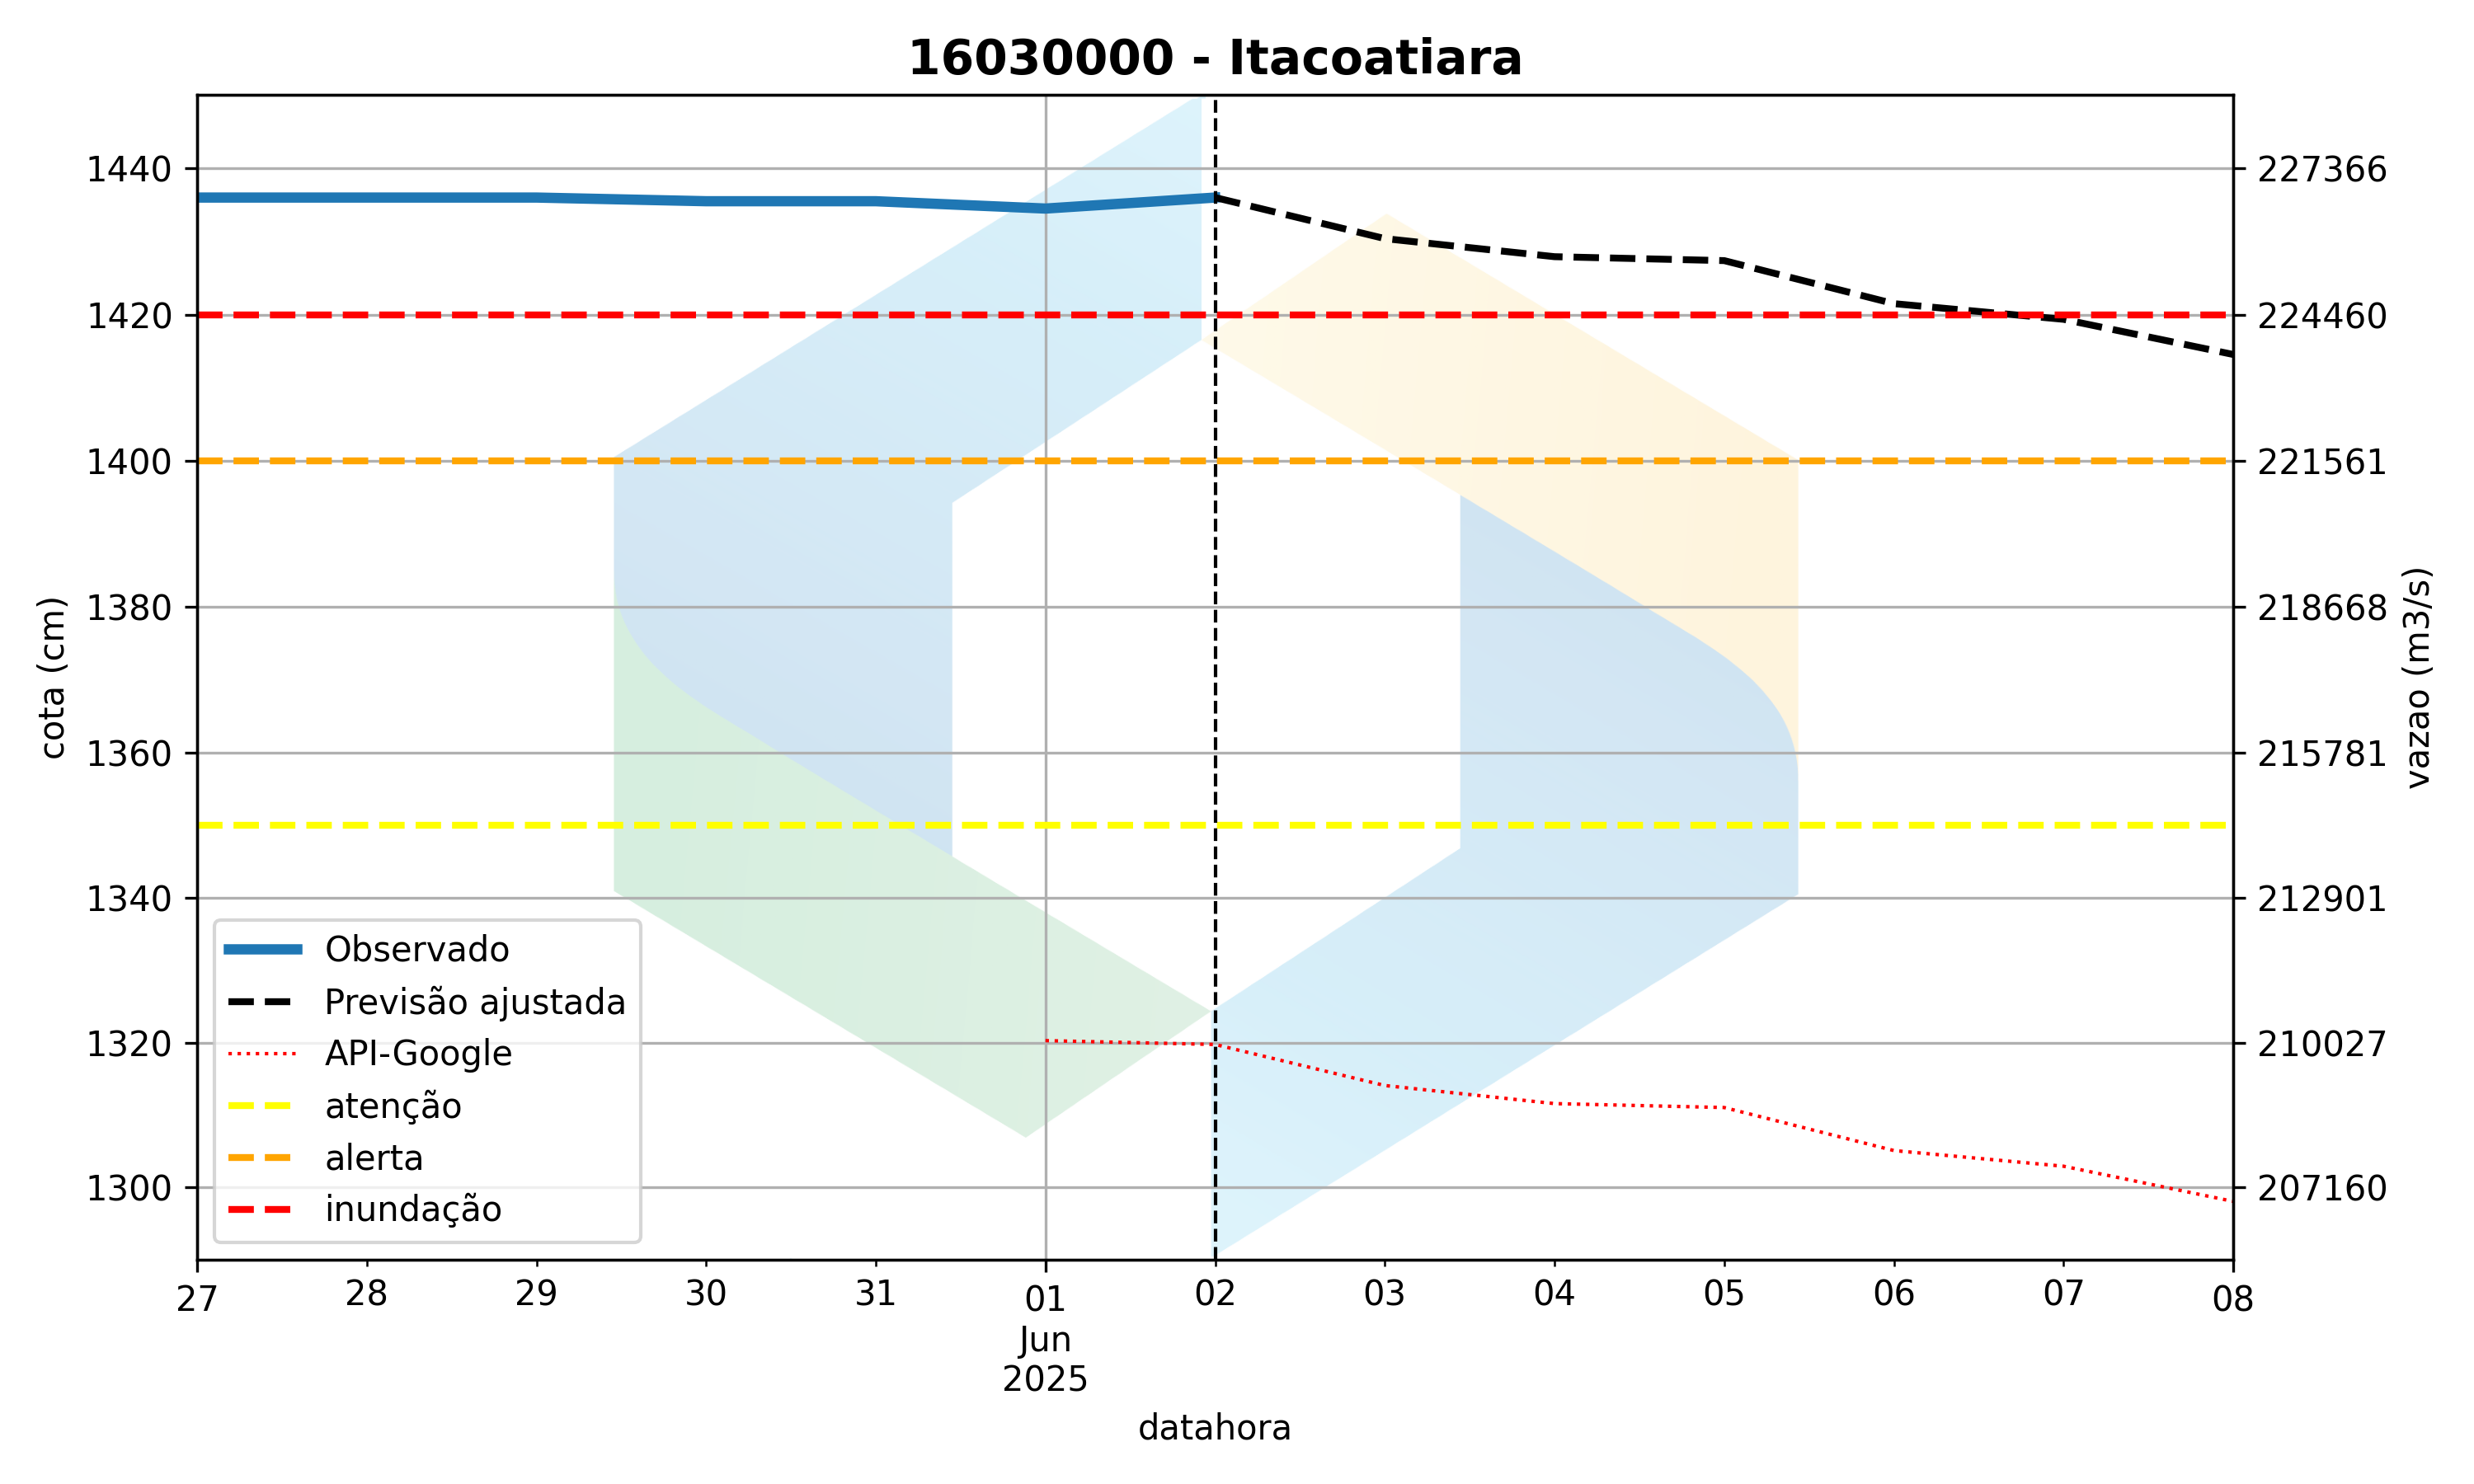 16030000 - Itacoatiara
1440
1420
1400
1380
1360
1340
1320
1300
cota (cm)
227366
224460
221561
218668
215781
212901
210027
207160
vazao (m3/s)
Observado
Previsão ajustada
API-Google
atenção
alerta
inundação
27 28 29 30 31 01 02 03 04 05 06 07 08
Jun
2025
datahora